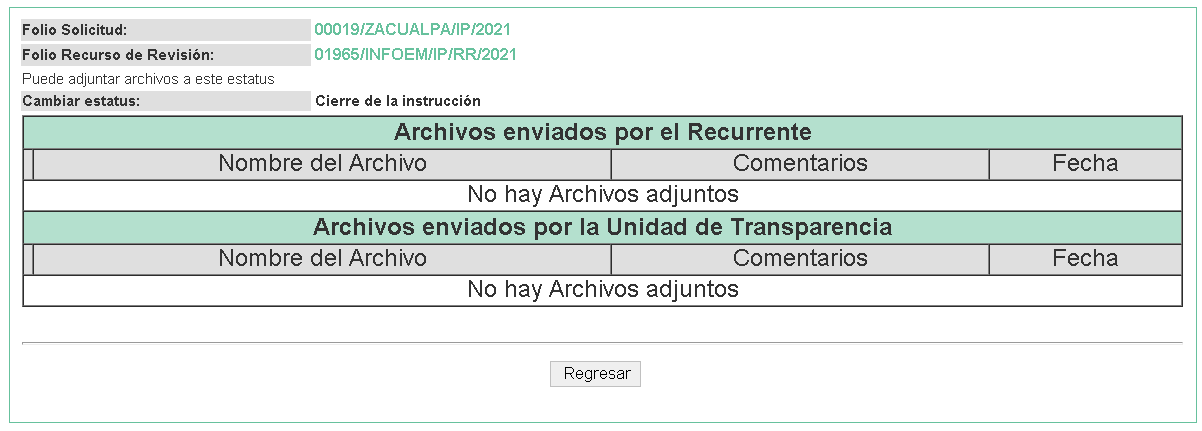 Folio Solicitud: 00019/ZACUALPA/IP/2021
Folio Recurso de Revisión: 01965/INFOEM/IP/RR/2021
Puede adjuntar archivos a este estatus
Cambiar estatus: Cierre de la instrucción
Archivos enviados por el Recurrente
Nombre del Archivo Comentarios Fecha
No hay Archivos adjuntos
Archivos enviados por la Unidad de Transparencia
Nombre del Archivo Comentarios Fecha
No hay Archivos adjuntos
Regresar